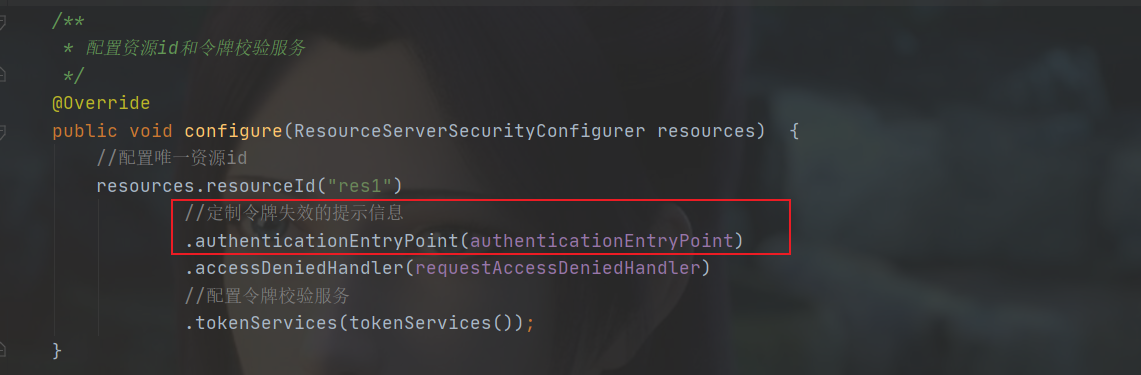 /**
* 配置资源id和令牌校验服务
*/
@Override
public void configure(ResourceServerSecurityConfigurer resources)  {
//配置唯一资源id
resources.resourceId("res1")
//定制令牌失效的提示信息
.authenticationEntryPoint(authenticationEntryPoint)
.accessDeniedHandler(requestAccessDeniedHandler)
//配置令牌校验服务
.tokenServices(tokenServices());
}